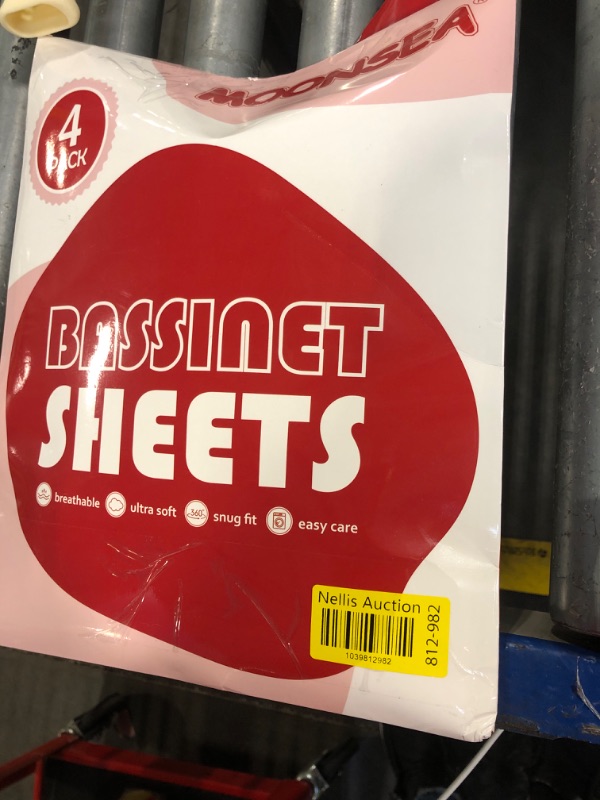 MOONSEA
4
PACK
BASSINET
SHEETS
breathable ultra soft 360° snug fit easy care
Nellis Auction
1039812982
812-982